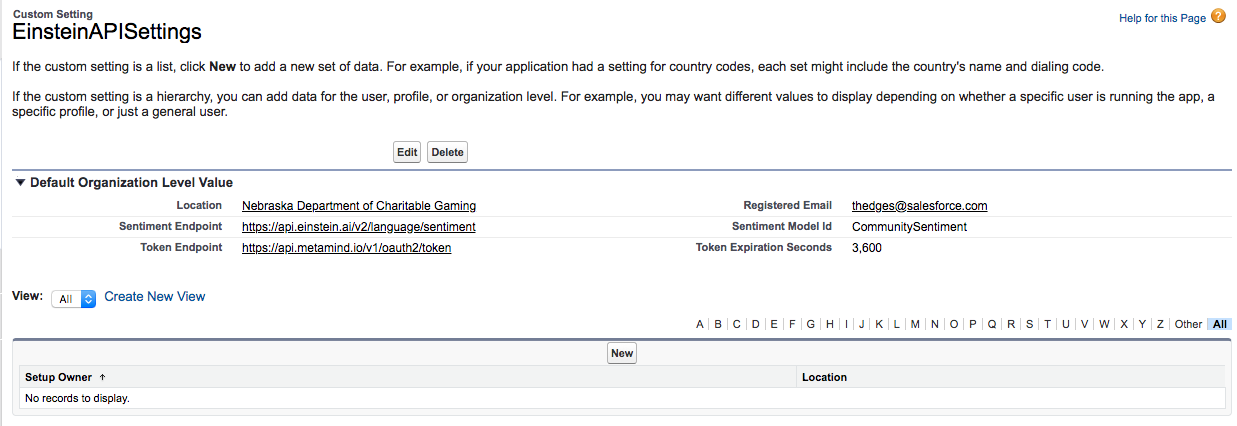 Custom Setting
EinsteinAPISettings
Help for this Page ?
If the custom setting is a list, click New to add a new set of data. For example, if your application had a setting for country codes, each set might include the country's name and dialing code.
If the custom setting is a hierarchy, you can add data for the user, profile, or organization level. For example, you may want different values to display depending on whether a specific user is running the app, a
specific profile, or just a general user.
Edit Delete
Default Organization Level Value
Location Nebraska Department of Charitable Gaming Registered Email thedges@salesforce.com
Sentiment Endpoint https://api.einstein.ai/v2/language/sentiment Sentiment Model Id CommunitySentiment
Token Endpoint https://api.metamind.io/v1/oauth2/token Token Expiration Seconds 3,600
View: All Create New View
A B C D E F G H I J K L M N O P Q R S T U V W X Y Z Other All
New
Setup Owner ↑ Location
No records to display.